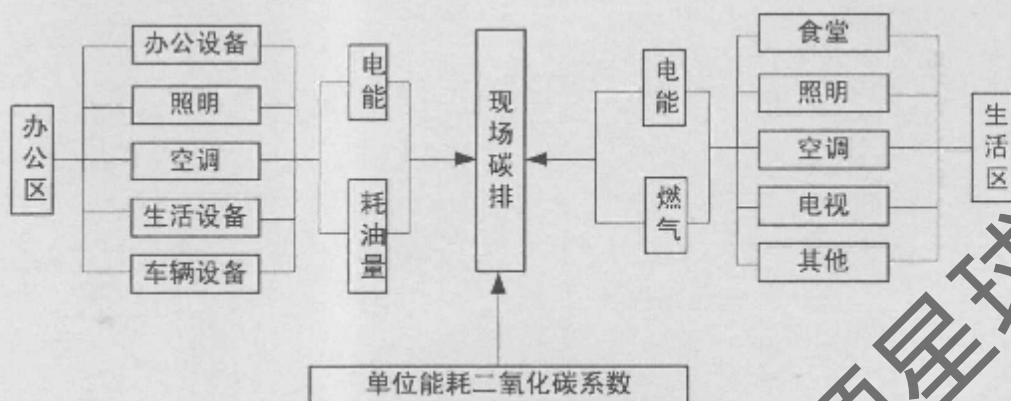 办公区
办公设备
照明
空调
生活设备
车辆设备
电能
耗油量
现场碳排
电能
燃气
食堂
照明
空调
电视
其他
生活区
单位能耗二氧化碳系数
星球